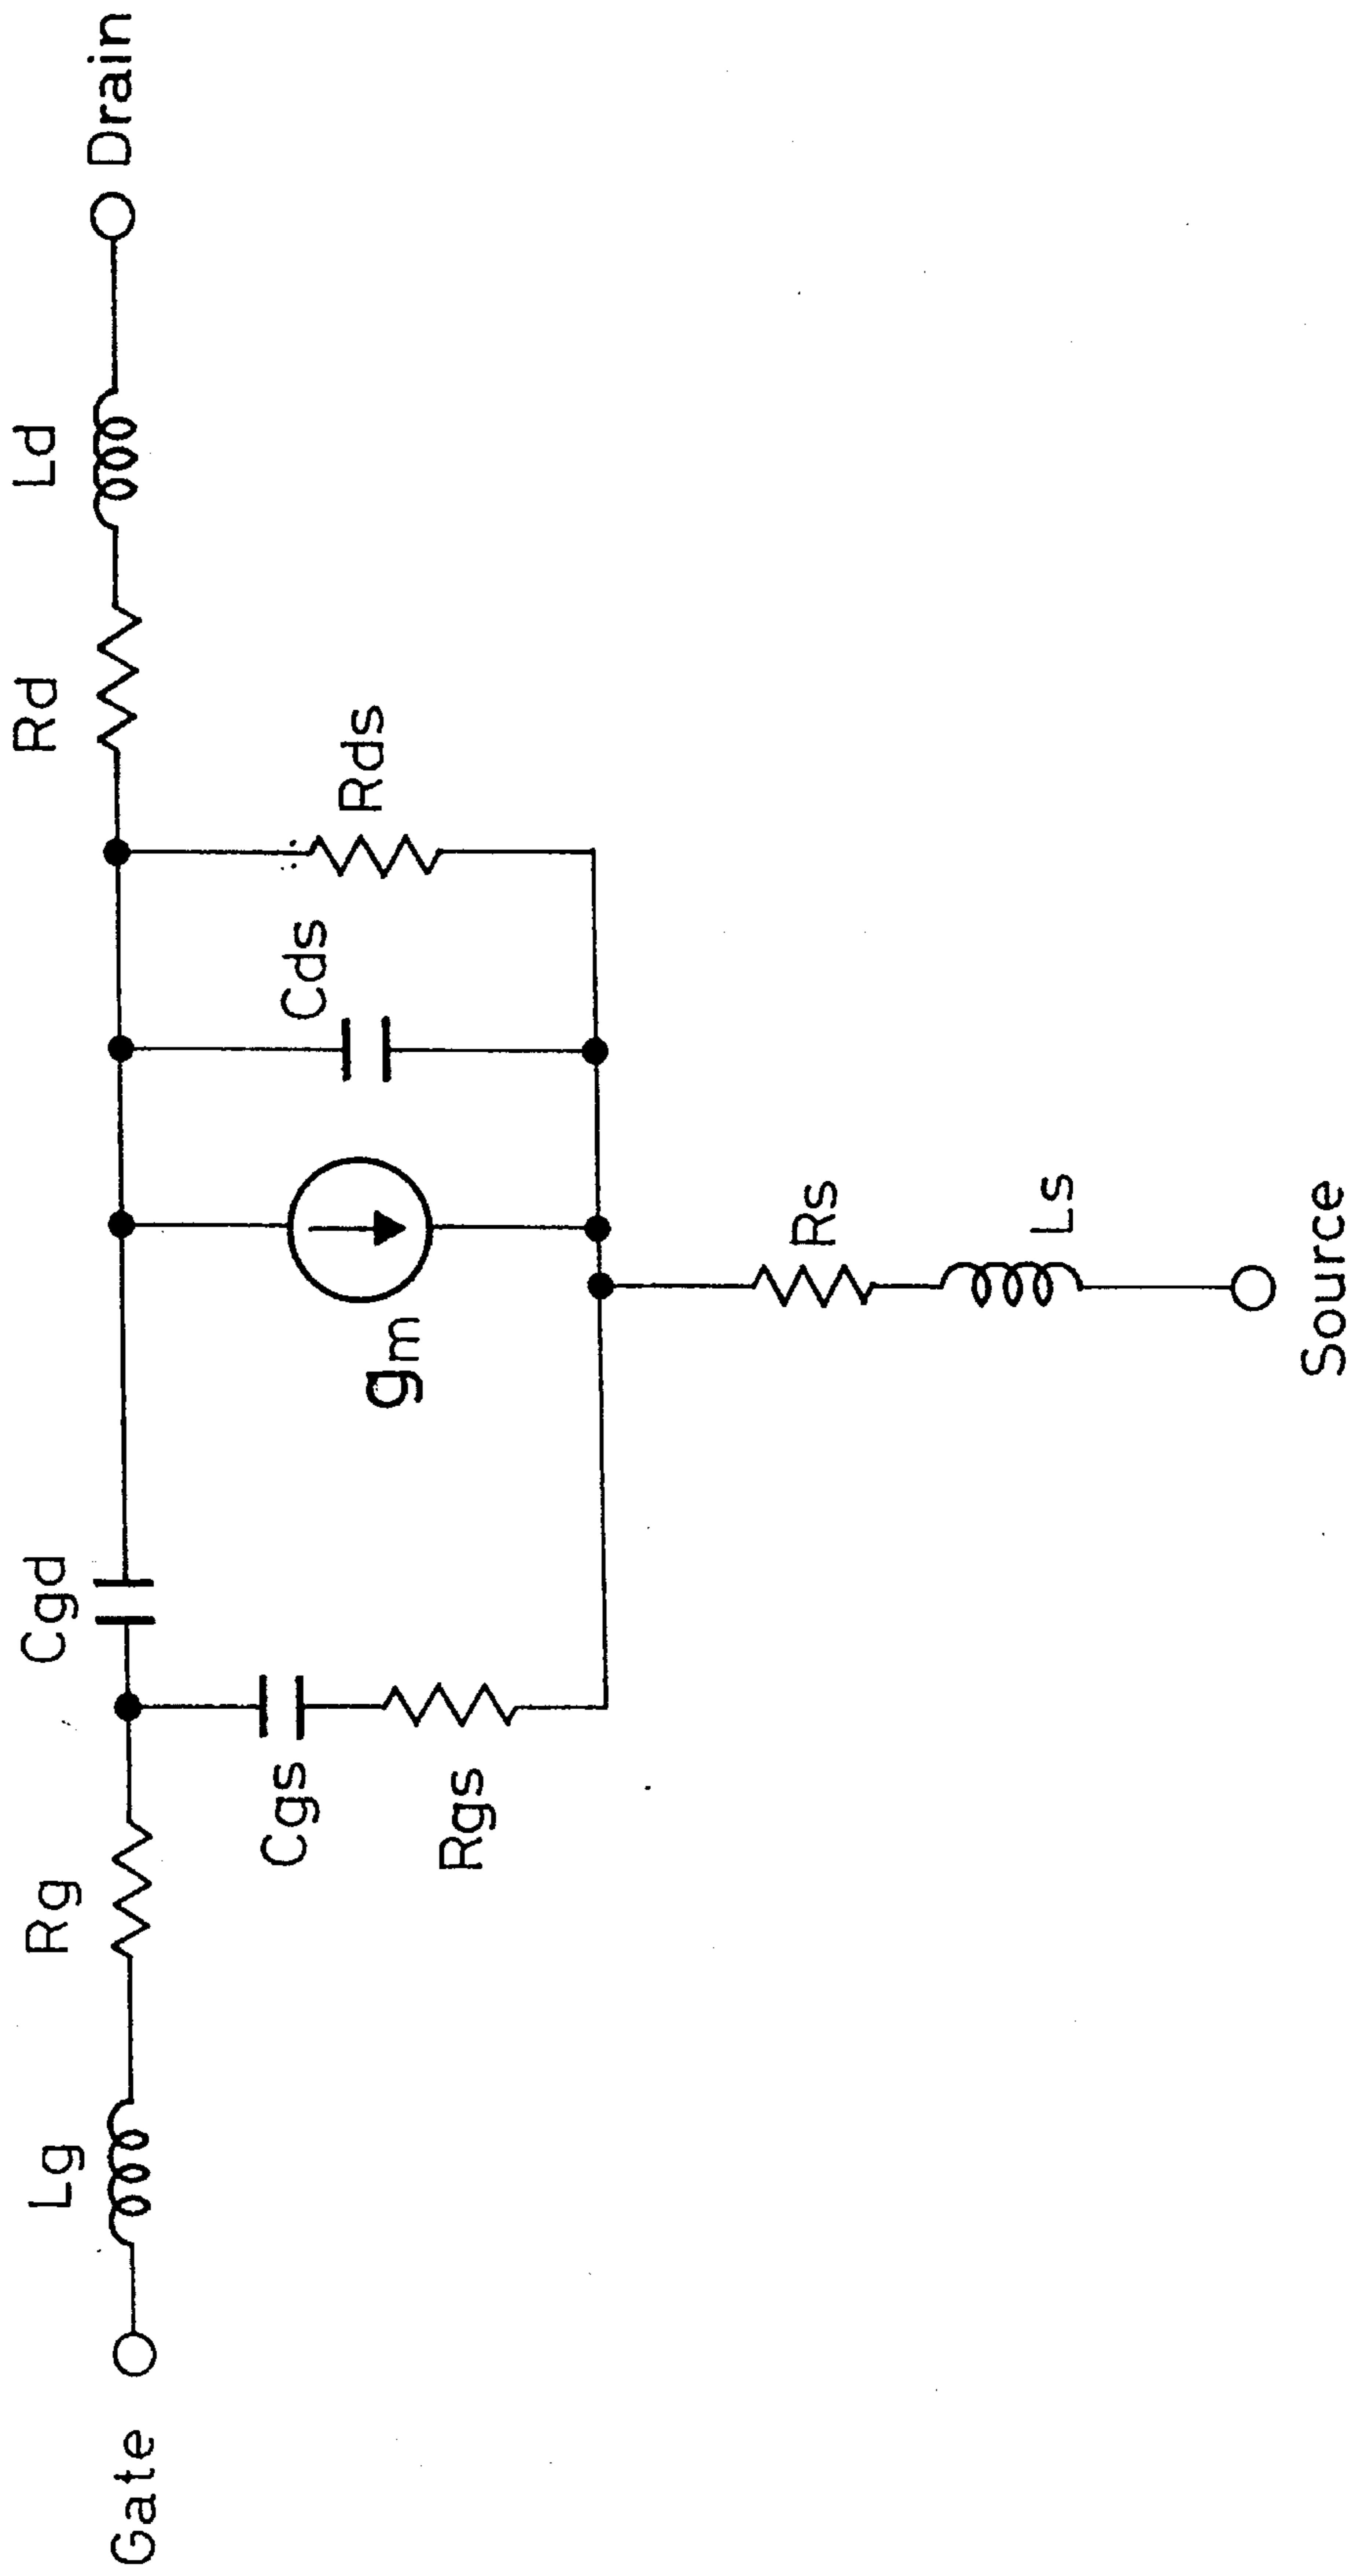 Gate
Lg
Rg
Cgd
Rd
Ld
Drain
Cgs
Rgs
gm
Cds
Rds
Rs
Ls
Source